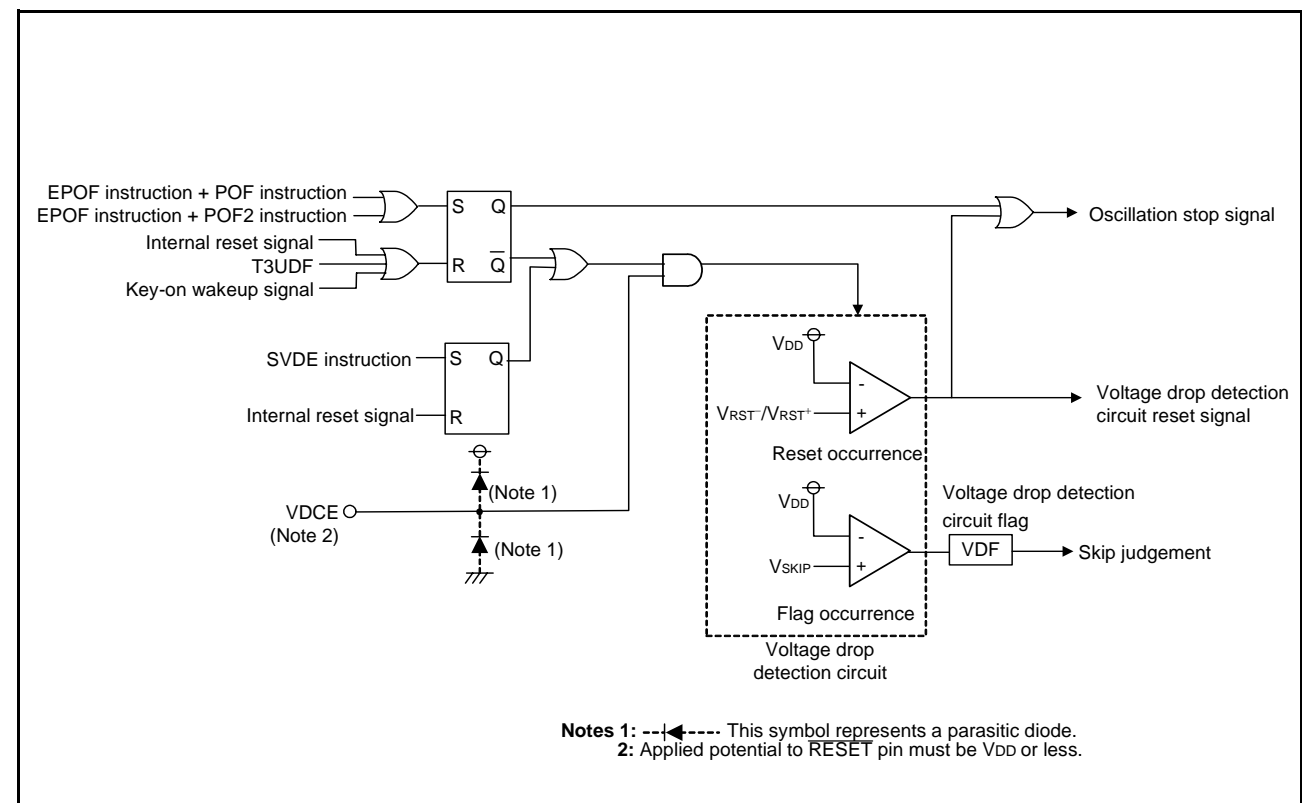 EPOF instruction + POF instruction
EPOF instruction + POF2 instruction
Internal reset signal
T3UDF
Key-on wakeup signal
S Q
R Q̅
Oscillation stop signal
SVDE instruction
Internal reset signal
S Q
R
VDD
-
VRST-/VRST+
+
Reset occurrence
Voltage drop detection
circuit reset signal
(Note 1)
VDCE
(Note 2)
(Note 1)
VDD
-
VSKIP
+
Flag occurrence
Voltage drop detection
circuit flag
VDF
Skip judgement
Voltage drop
detection circuit
Notes 1: This symbol represents a parasitic diode.
2: Applied potential to R̅E̅S̅E̅T̅ pin must be VDD or less.